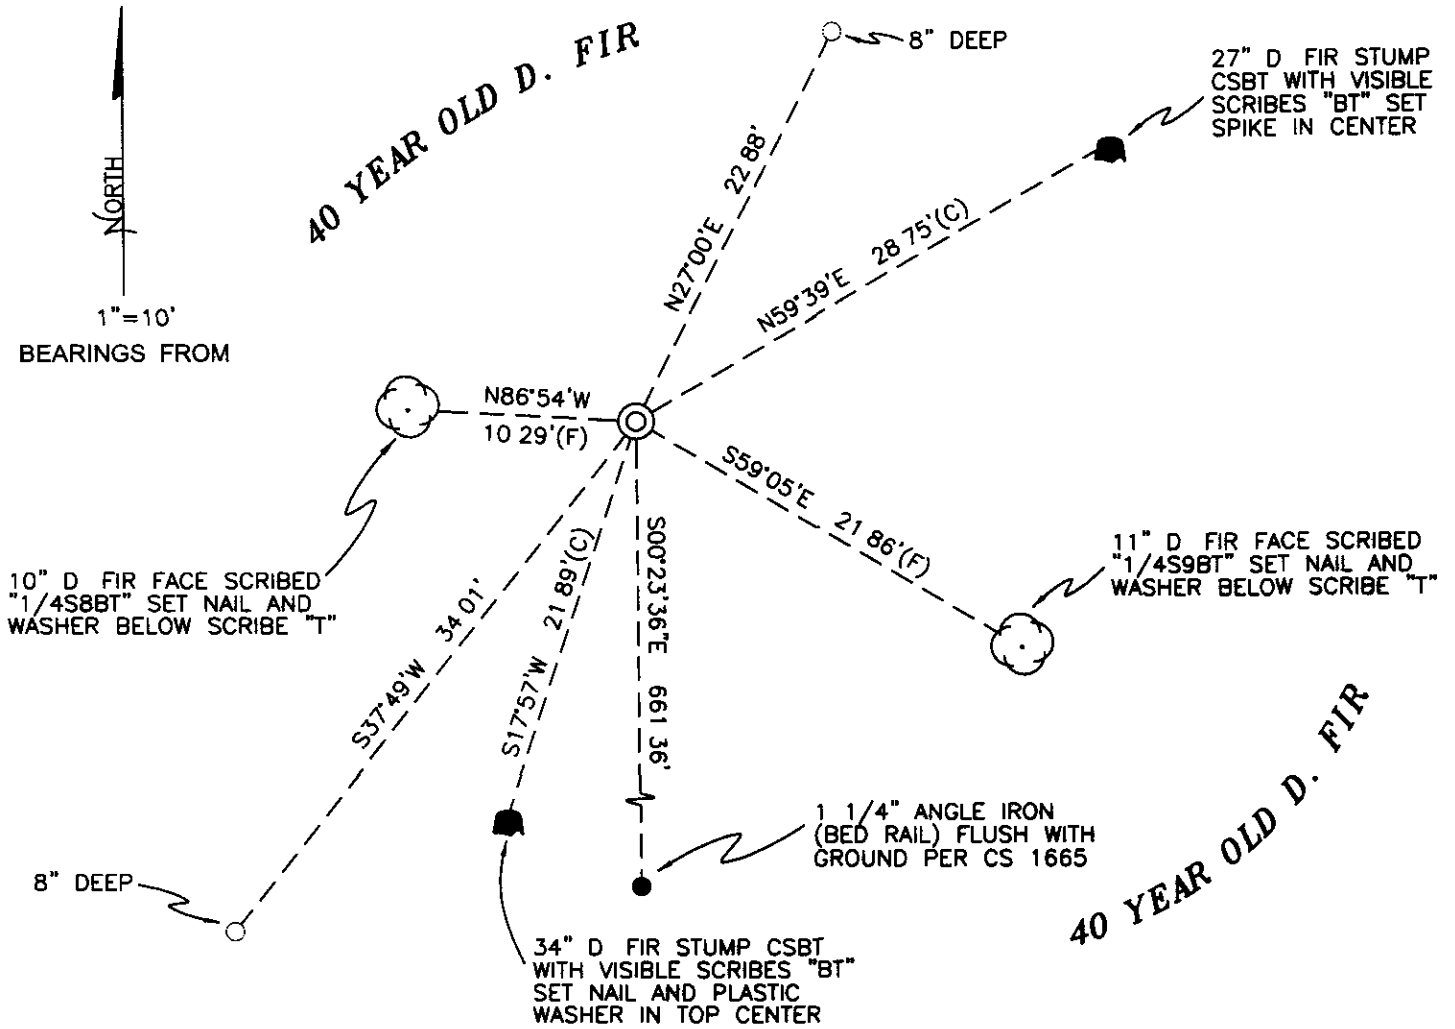 40 YEAR OLD D. FIR
8" DEEP
27" D FIR STUMP
CSBT WITH VISIBLE
SCRIBES "BT" SET
SPIKE IN CENTER
NORTH
1"=10'
BEARINGS FROM
N27°00'E 22 88'
N59°39'E 28 75'(C)
N86°54'W
10 29'(F)
S59°05'E 21 86'(F)
10" D FIR FACE SCRIBED
"1/4S8BT" SET NAIL AND
WASHER BELOW SCRIBE "T"
11" D FIR FACE SCRIBED
"1/4S9BT" SET NAIL AND
WASHER BELOW SCRIBE "T"
S37°49'W 34 01'
S17°57'W 21 89'(C)
S00°23'36"E 661 36'
1 1/4" ANGLE IRON
(BED RAIL) FLUSH WITH
GROUND PER CS 1665
40 YEAR OLD D. FIR
8" DEEP
34" D FIR STUMP CSBT
WITH VISIBLE SCRIBES "BT"
SET NAIL AND PLASTIC
WASHER IN TOP CENTER